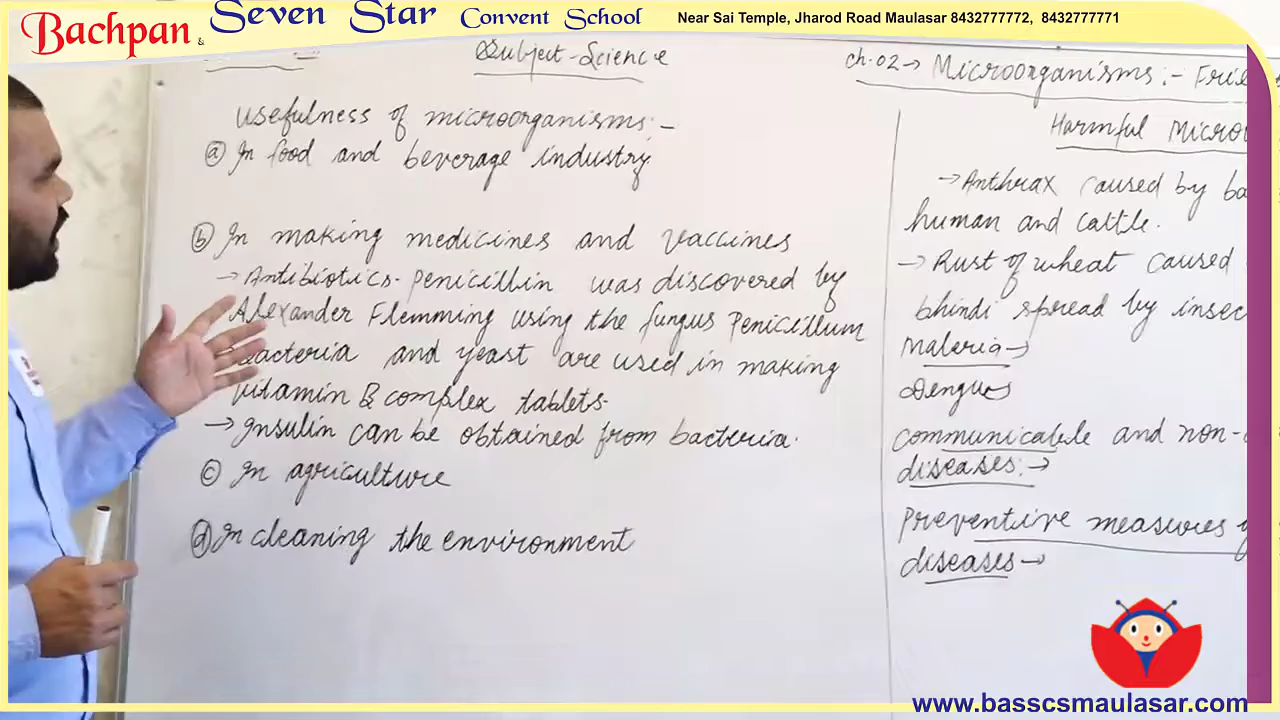 Bachpan & Seven Star Convent School Near Sai Temple, Jharod Road Maulasar 8432777772, 8432777771
Subject-Science
usefulness of microorganisms:-
(a) In food and beverage industry
(b) In making medicines and vaccines
→ Antibiotics-Penicillin was discovered by
Alexander Flemming using the fungus Penicillum
bacteria and yeast are used in making
vitamin B complex tablets.
→ Insulin can be obtained from bacteria.
(c) In agriculture
(d) In cleaning the environment
ch.02→ Microorganisms:- Frie
Harmful Micro
→ Anthrax caused by ba
human and cattle.
→ Rust of wheat caused
bhindi spread by insec
Maleria→
Dengue
communicable and non-
diseases:→
Preventive measures
diseases→
www.basscsmaulasar.com